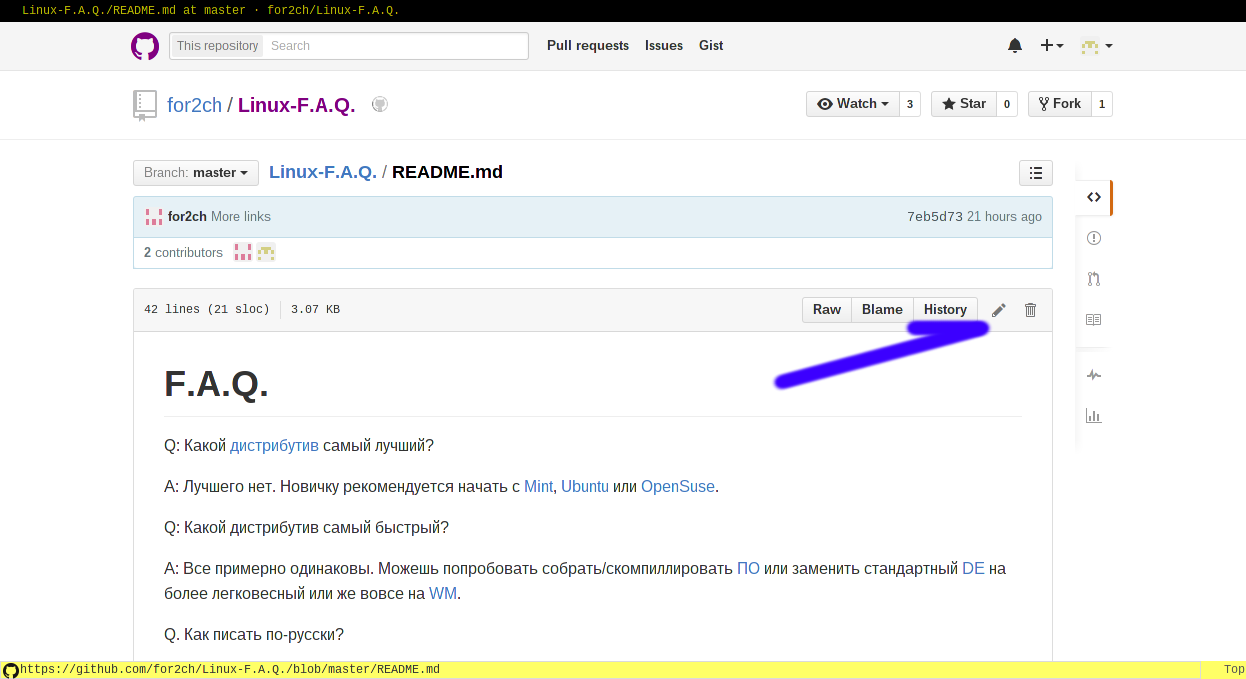 Linux-F.A.Q./README.md at master · for2ch/Linux-F.A.Q.
This repository Search Pull requests Issues Gist
for2ch / Linux-F.A.Q. Watch 3 Star 0 Fork 1
Branch: master Linux-F.A.Q. / README.md
for2ch More links 7eb5d73 21 hours ago
2 contributors
42 lines (21 sloc) 3.07 KB Raw Blame History
F.A.Q.
Q: Какой дистрибутив самый лучший?
А: Лучшего нет. Новичку рекомендуется начать с Mint, Ubuntu или OpenSuse.
Q: Какой дистрибутив самый быстрый?
А: Все примерно одинаковы. Можешь попробовать собрать/скомпиллировать ПО или заменить стандартный DE на
более легковесный или же вовсе на WM.
Q. Как писать по-русски?
https://github.com/for2ch/Linux-F.A.Q./blob/master/README.md Top